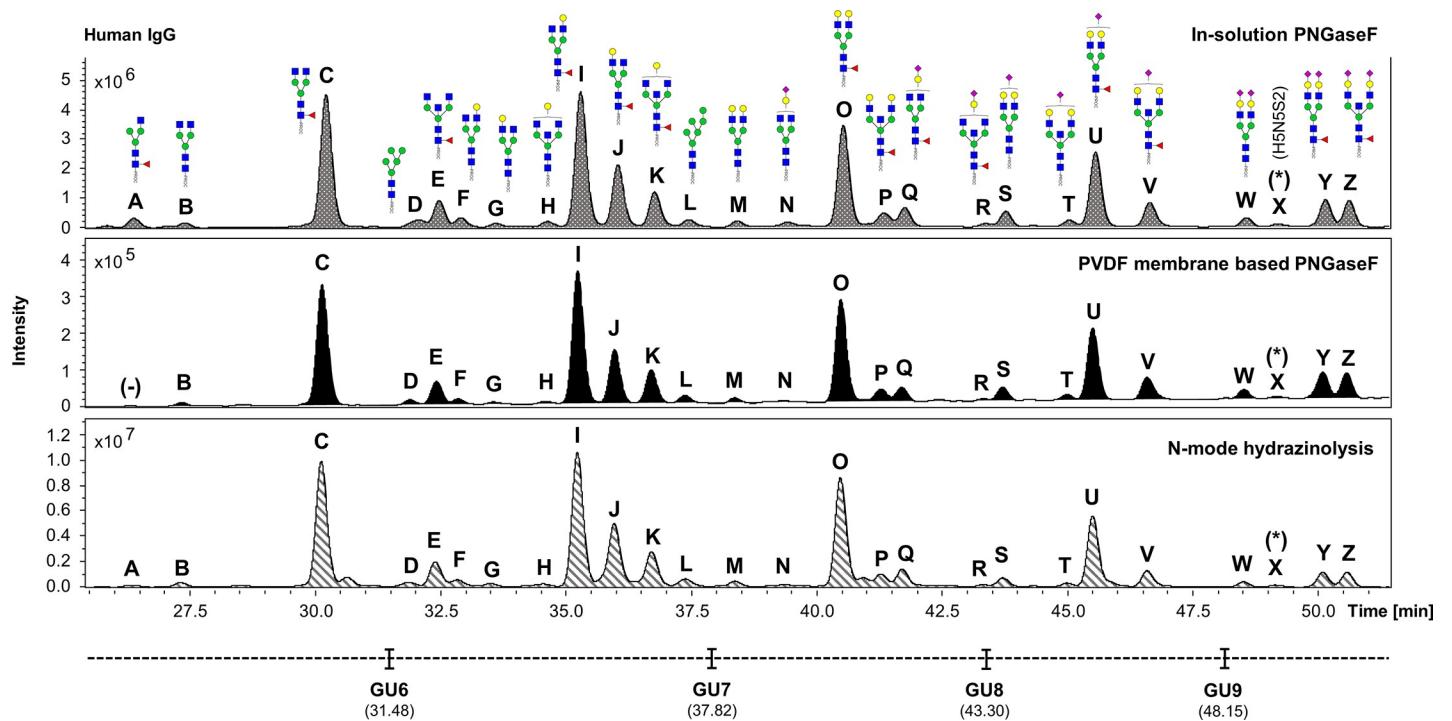 Human IgG
In-solution PNGaseF
x10^6
5
4
3
2
1
0
A
B
C
D
E
F
G
H
I
J
K
L
M
N
O
P
Q
R
S
T
U
V
W
(H5N5S2)
(*)
X
Y
Z
Intensity
PVDF membrane based PNGaseF
x10^5
4
3
2
1
0
(-)
B
C
D
E
F
G
H
I
J
K
L
M
N
O
P
Q
R
S
T
U
V
W
(*)
X
Y
Z
N-mode hydrazinolysis
x10^7
1.2
1.0
0.8
0.6
0.4
0.2
0.0
A
B
C
D
E
F
G
H
I
J
K
L
M
N
O
P
Q
R
S
T
U
V
W
(*)
X
Y
Z
27.5 30.0 32.5 35.0 37.5 40.0 42.5 45.0 47.5 50.0 Time [min]
GU6 GU7 GU8 GU9
(31.48) (37.82) (43.30) (48.15)